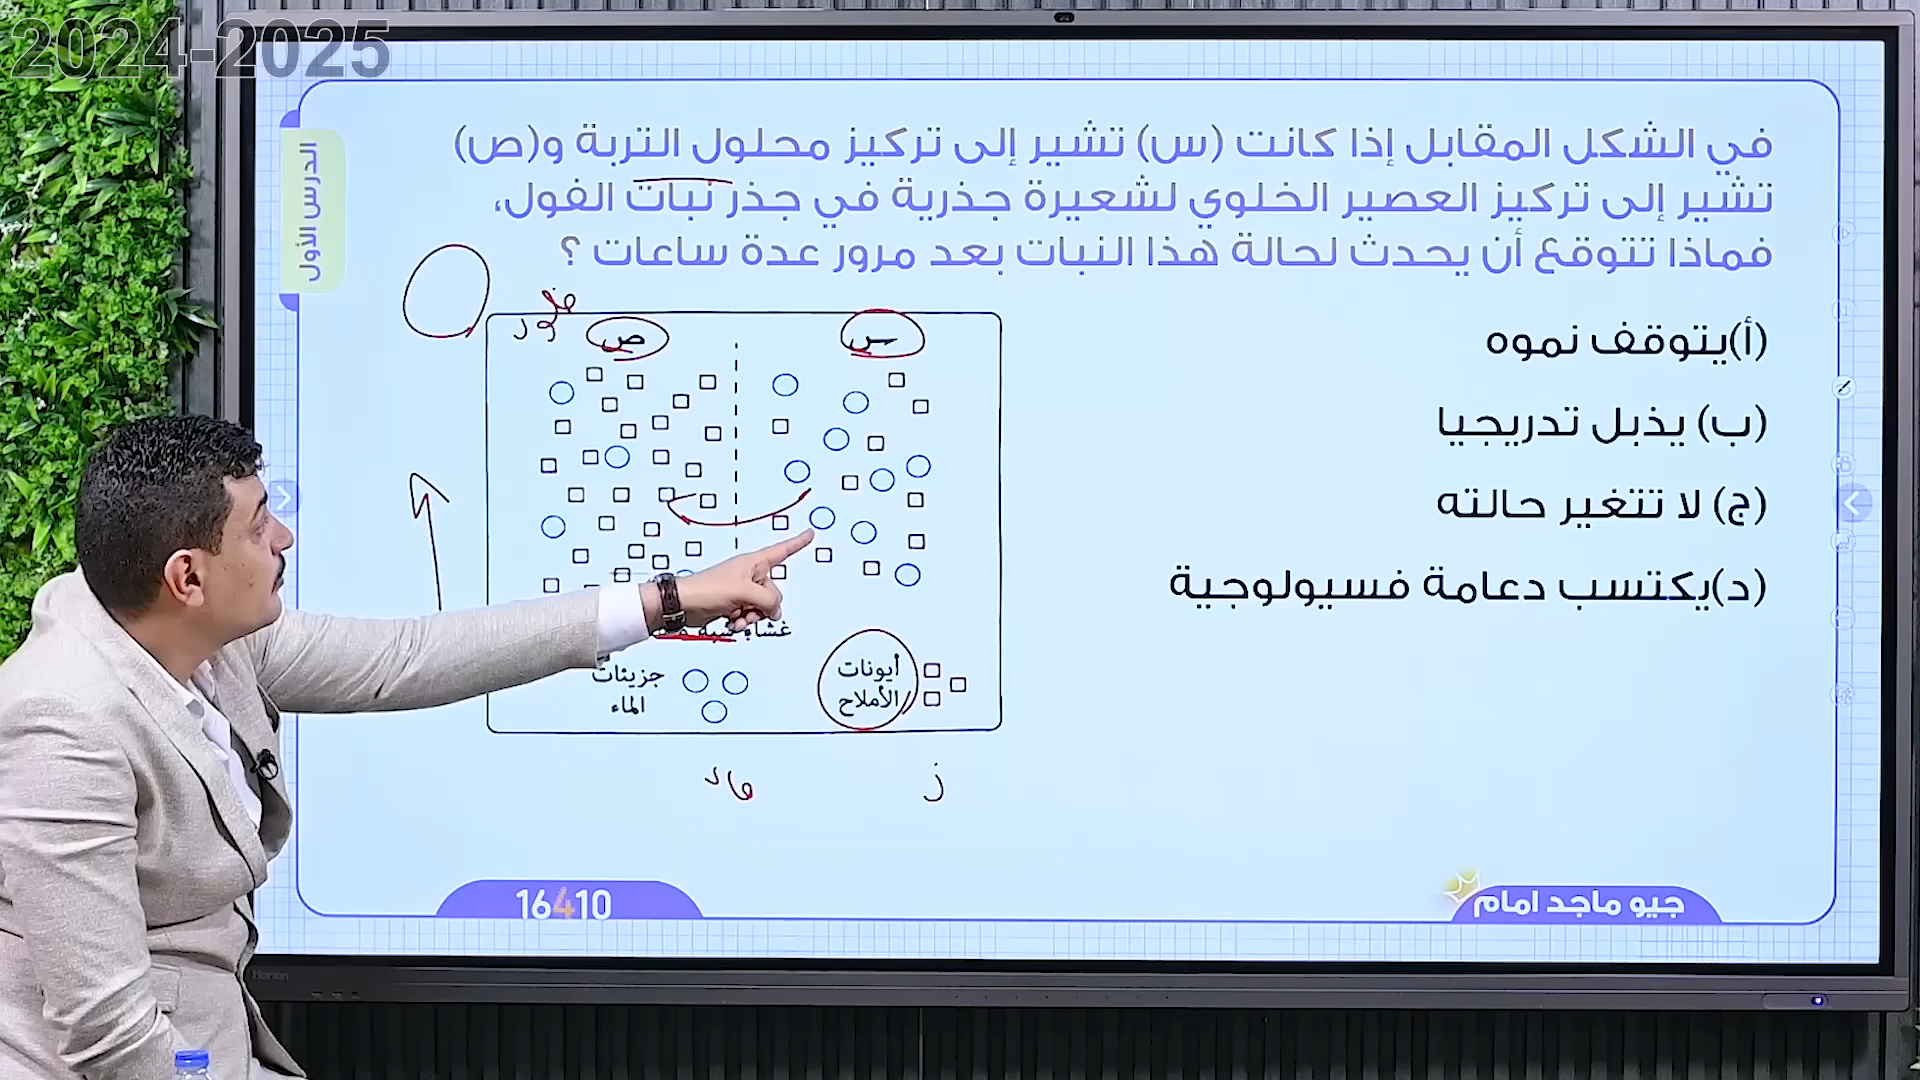 2024-2025
الدرس الأول
في الشكل المقابل إذا كانت (س) تشير إلى تركيز محلول التربة و(ص)
تشير إلى تركيز العصير الخلوي لشعيرة جذرية في جذر نبات الفول،
فماذا تتوقع أن يحدث لحالة هذا النبات بعد مرور عدة ساعات ؟
(أ)يتوقف نموه
(ب) يذبل تدريجيا
(ج) لا تتغير حالته
(د)يكتسب دعامة فسيولوجية
س
ص
غشاء شبه
أيونات
الأملاح
جزيئات
الماء
16410
جيو ماجد امام